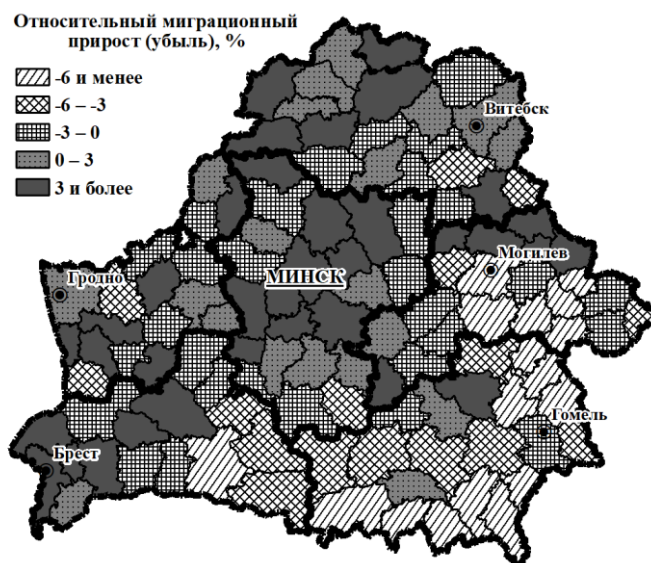 Относительный миграционный
прирост (убыль), %
-6 и менее
-6 – -3
-3 – 0
0 – 3
3 и более
Витебск
Могилев
МИНСК
Гродно
Гомель
Брест